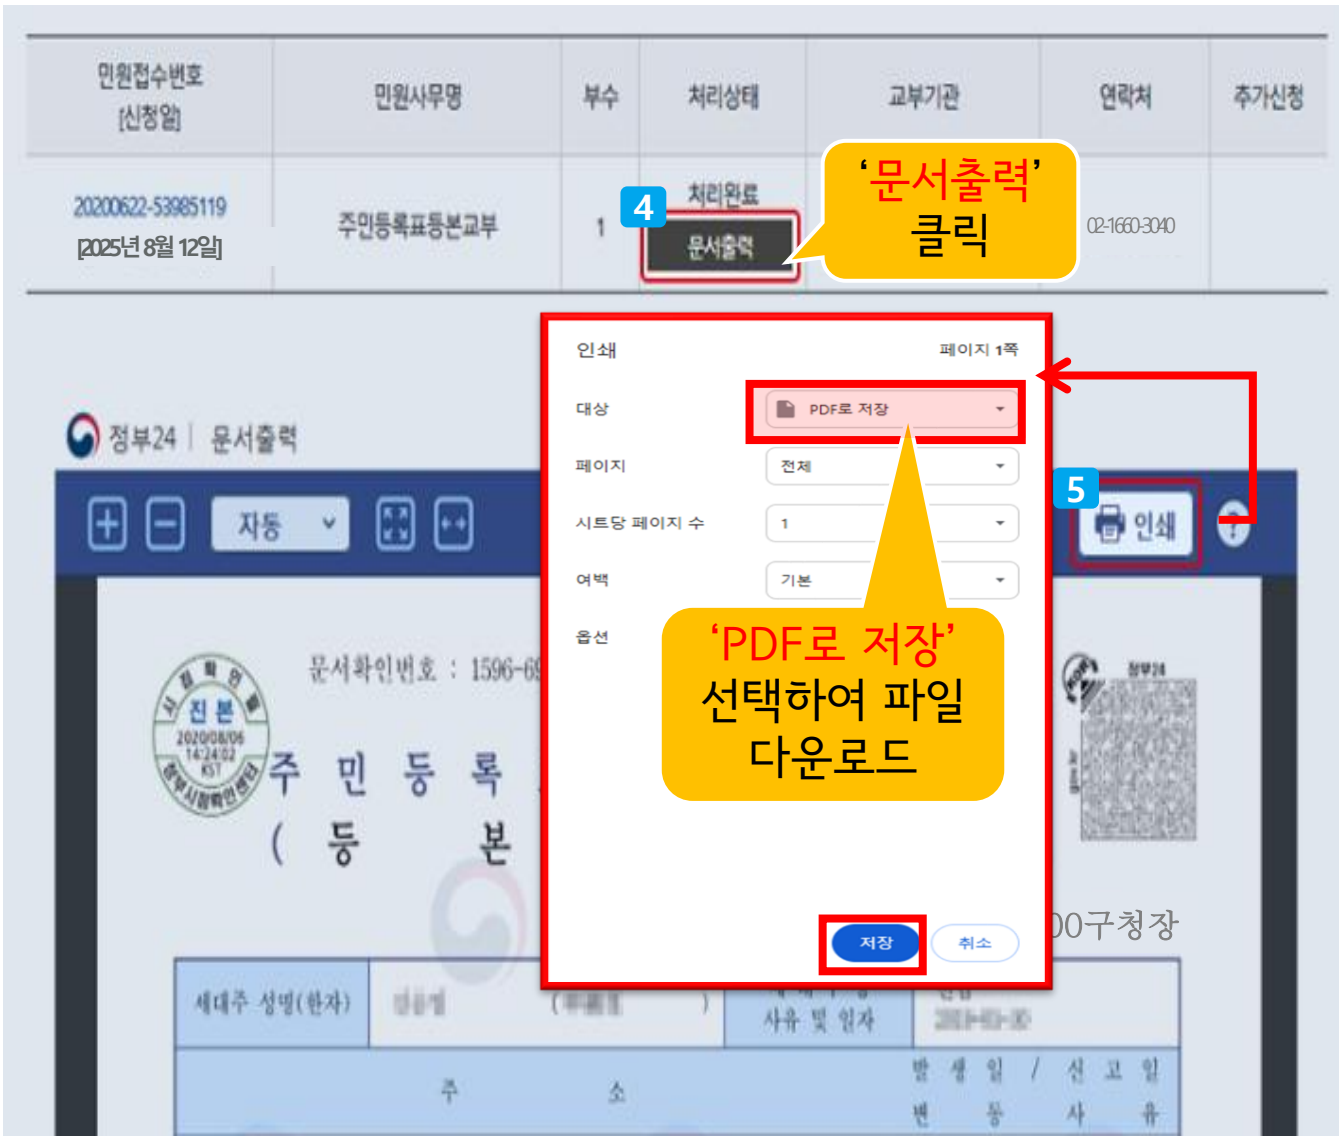 민원접수번호
[신청일]
민원사무명
부수
처리상태
교부기관
연락처
추가신청
20200622-53985119
[2025년 8월 12일]
주민등록표등본교부
1
4
처리완료
문서출력
‘문서출력’
클릭
02-1660-3040
정부24 | 문서출력
자동
5
인쇄
?
인쇄
페이지 1쪽
대상
PDF로 저장
페이지
전체
시트당 페이지 수
1
여백
기본
옵션
‘PDF로 저장’
선택하여 파일
다운로드
저장
취소
문서확인번호 : 1596-69
진본
2020/08/06
14:24:02
KST
정부24
주 민 등 록
( 등 본
00구청장
세대주 성명(한자)
( )
사유 및 일자
주 소
발 생 일 / 신 고 일
변 동 사 유